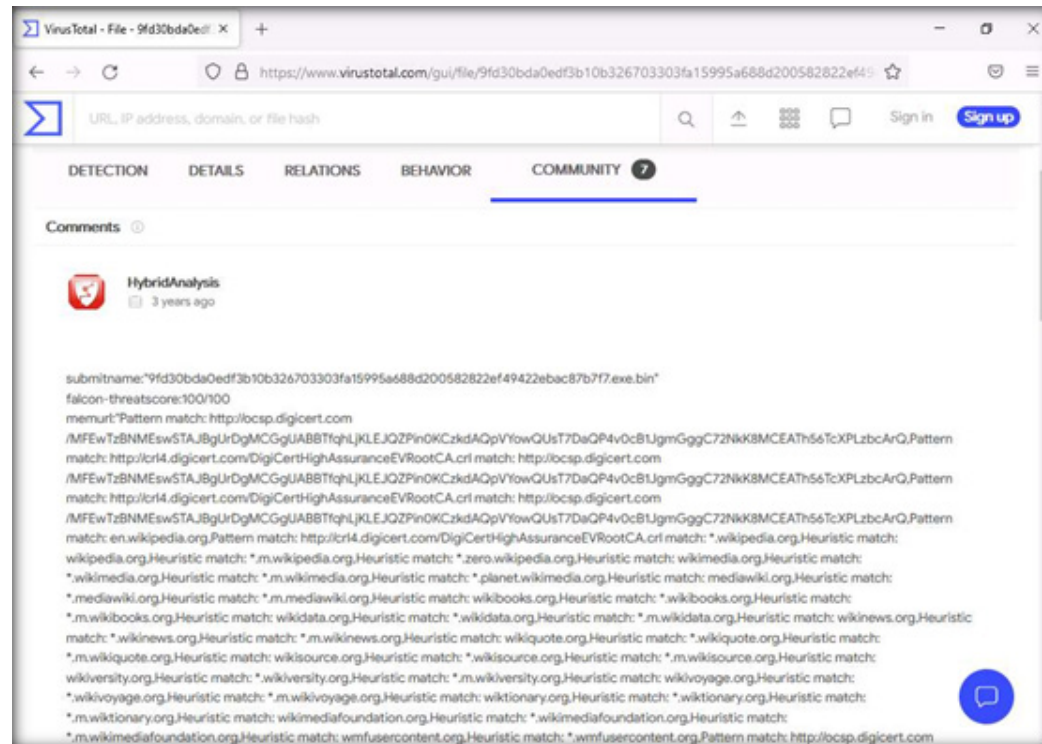 VirusTotal - File - 9fd30bda0edf
https://www.virustotal.com/gui/file/9fd30bda0edf3b10b326703303fa15995a688d200582822ef49
URL, IP address, domain, or file hash
Sign in
Sign up
DETECTION
DETAILS
RELATIONS
BEHAVIOR
COMMUNITY 7
Comments
HybridAnalysis
3 years ago
submitname:"9fd30bda0edf3b10b326703303fa15995a688d200582822ef49422ebac87b7f7.exe.bin"
falcon-threatscore:100/100
memurl:"Pattern match: http://ocsp.digicert.com
/MFEwTzBNMEswSTAJBgUrDgMCGgUABBTfqhLjKLEJQZPin0KCzkdAQpVYowQUsT7DaQP4v0cB1JgmGggC72NkK8MCEATh56TcXPLzbcArQ,Pattern
match: http://crl4.digicert.com/DigiCertHighAssuranceEVRootCA.crl match: http://ocsp.digicert.com
/MFEwTzBNMEswSTAJBgUrDgMCGgUABBTfqhLjKLEJQZPin0KCzkdAQpVYowQUsT7DaQP4v0cB1JgmGggC72NkK8MCEATh56TcXPLzbcArQ,Pattern
match: http://crl4.digicert.com/DigiCertHighAssuranceEVRootCA.crl match: http://ocsp.digicert.com
/MFEwTzBNMEswSTAJBgUrDgMCGgUABBTfqhLjKLEJQZPin0KCzkdAQpVYowQUsT7DaQP4v0cB1JgmGggC72NkK8MCEATh56TcXPLzbcArQ,Pattern
match: en.wikipedia.org,Pattern match: http://crl4.digicert.com/DigiCertHighAssuranceEVRootCA.crl match: *.wikipedia.org,Heuristic match:
wikipedia.org,Heuristic match: *.m.wikipedia.org,Heuristic match: *.zero.wikipedia.org,Heuristic match: wikimedia.org,Heuristic match:
*.wikimedia.org,Heuristic match: *.m.wikimedia.org,Heuristic match: *.planet.wikimedia.org,Heuristic match: mediawiki.org,Heuristic match:
*.mediawiki.org,Heuristic match: *.m.mediawiki.org,Heuristic match: wikibooks.org,Heuristic match: *.wikibooks.org,Heuristic match:
*.m.wikibooks.org,Heuristic match: wikidata.org,Heuristic match: *.wikidata.org,Heuristic match: *.m.wikidata.org,Heuristic match: wikinews.org,Heuristic
match: *.wikinews.org,Heuristic match: *.m.wikinews.org,Heuristic match: wikiquote.org,Heuristic match: *.wikiquote.org,Heuristic match:
*.m.wikiquote.org,Heuristic match: wikisource.org,Heuristic match: *.wikisource.org,Heuristic match: *.m.wikisource.org,Heuristic match:
wikiversity.org,Heuristic match: *.wikiversity.org,Heuristic match: *.m.wikiversity.org,Heuristic match: wikivoyage.org,Heuristic match:
*.wikivoyage.org,Heuristic match: *.m.wikivoyage.org,Heuristic match: wiktionary.org,Heuristic match: *.wiktionary.org,Heuristic match:
*.m.wiktionary.org,Heuristic match: wikimediafoundation.org,Heuristic match: *.wikimediafoundation.org,Heuristic match:
*.m.wikimediafoundation.org,Heuristic match: wmfusercontent.org,Heuristic match: *.wmfusercontent.org,Pattern match: http://ocsp.digicert.com